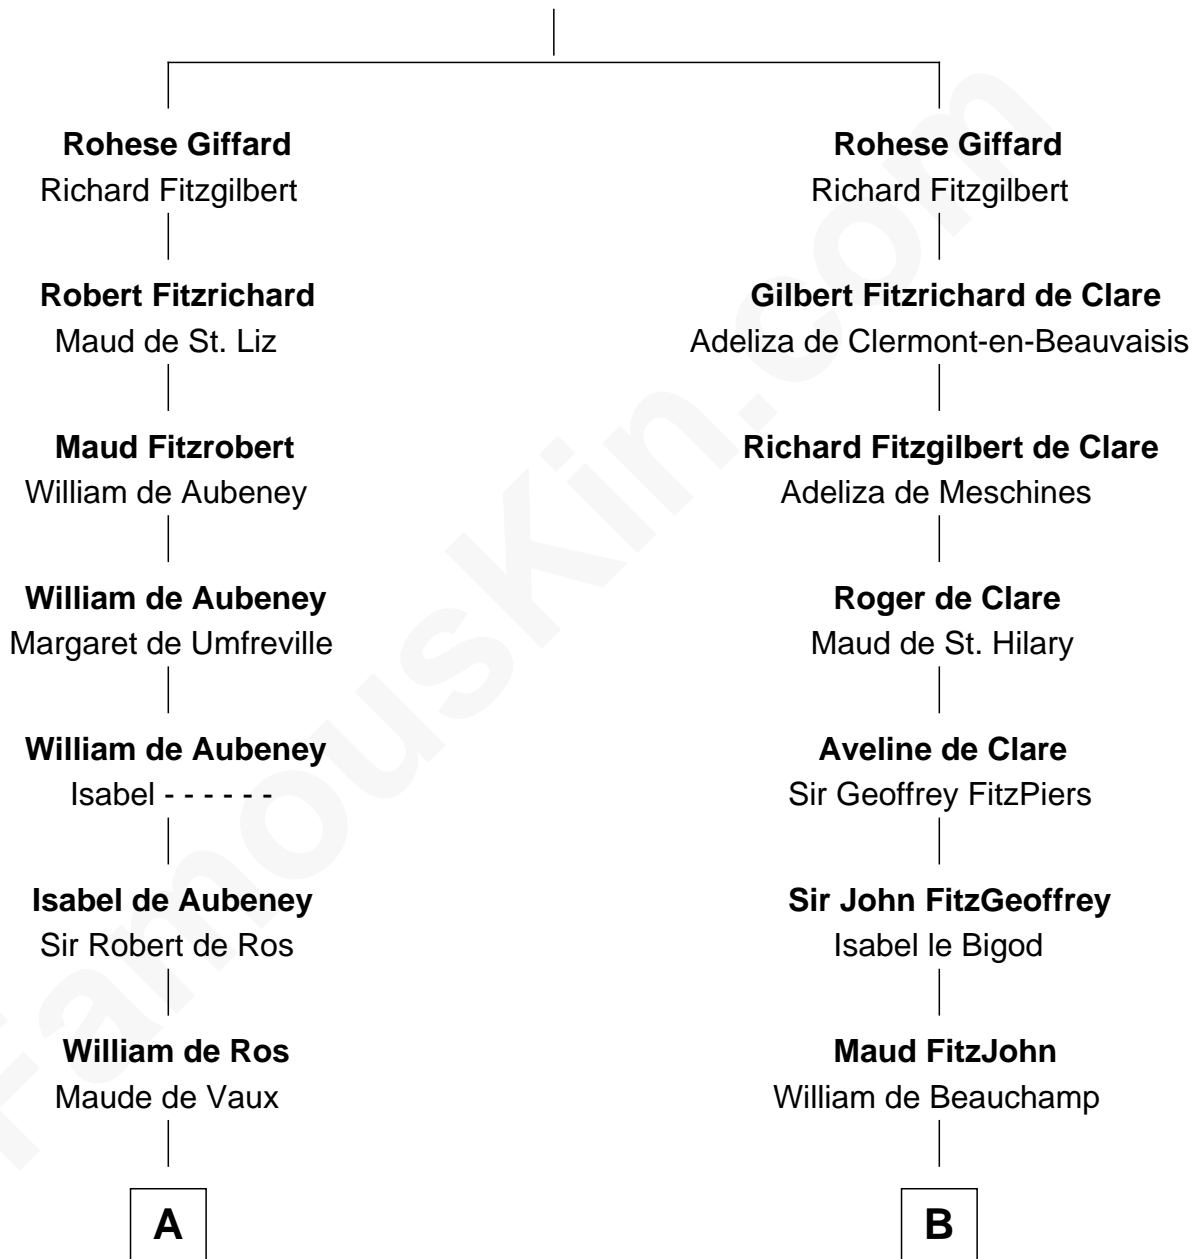 Rohese Giffard
Richard Fitzgilbert
Robert Fitzrichard
Maud de St. Liz
Maud Fitzrobert
William de Aubeney
William de Aubeney
Margaret de Umfreville
William de Aubeney
Isabel - - - - - -
Isabel de Aubeney
Sir Robert de Ros
William de Ros
Maude de Vaux
A
Rohese Giffard
Richard Fitzgilbert
Gilbert Fitzrichard de Clare
Adeliza de Clermont-en-Beauvaisis
Richard Fitzgilbert de Clare
Adeliza de Meschines
Roger de Clare
Maud de St. Hilary
Aveline de Clare
Sir Geoffrey FitzPiers
Sir John FitzGeoffrey
Isabel le Bigod
Maud FitzJohn
William de Beauchamp
B
FamousKin.com